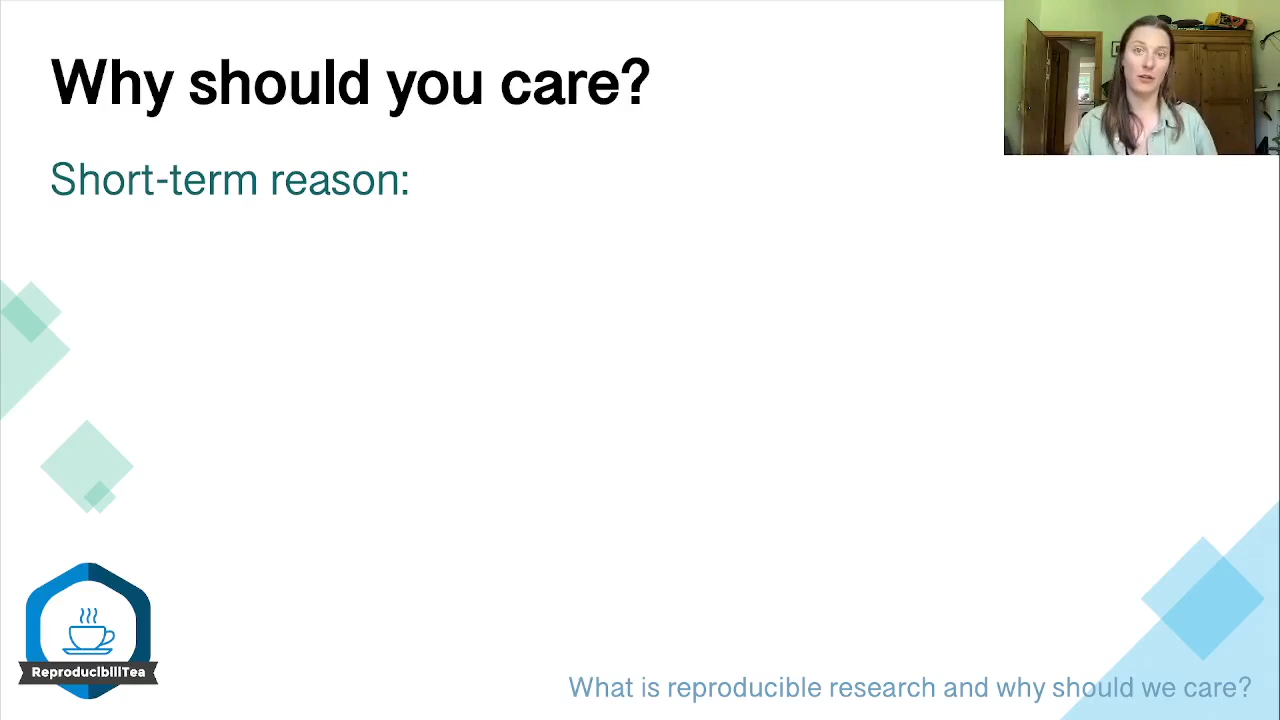 Why should you care?
Short-term reason:
ReproducibiliTea
What is reproducible research and why should we care?